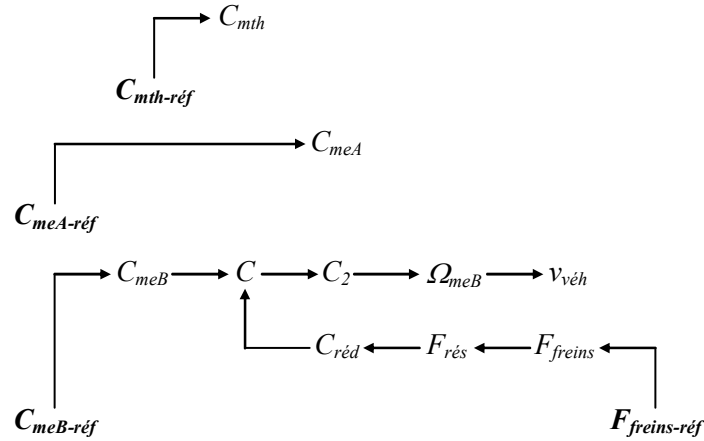 C_mth
C_mth-réf
C_meA
C_meA-réf
C_meB C C_2 Ω_meB v_véh
C_réd F_rés F_freins
C_meB-réf F_freins-réf